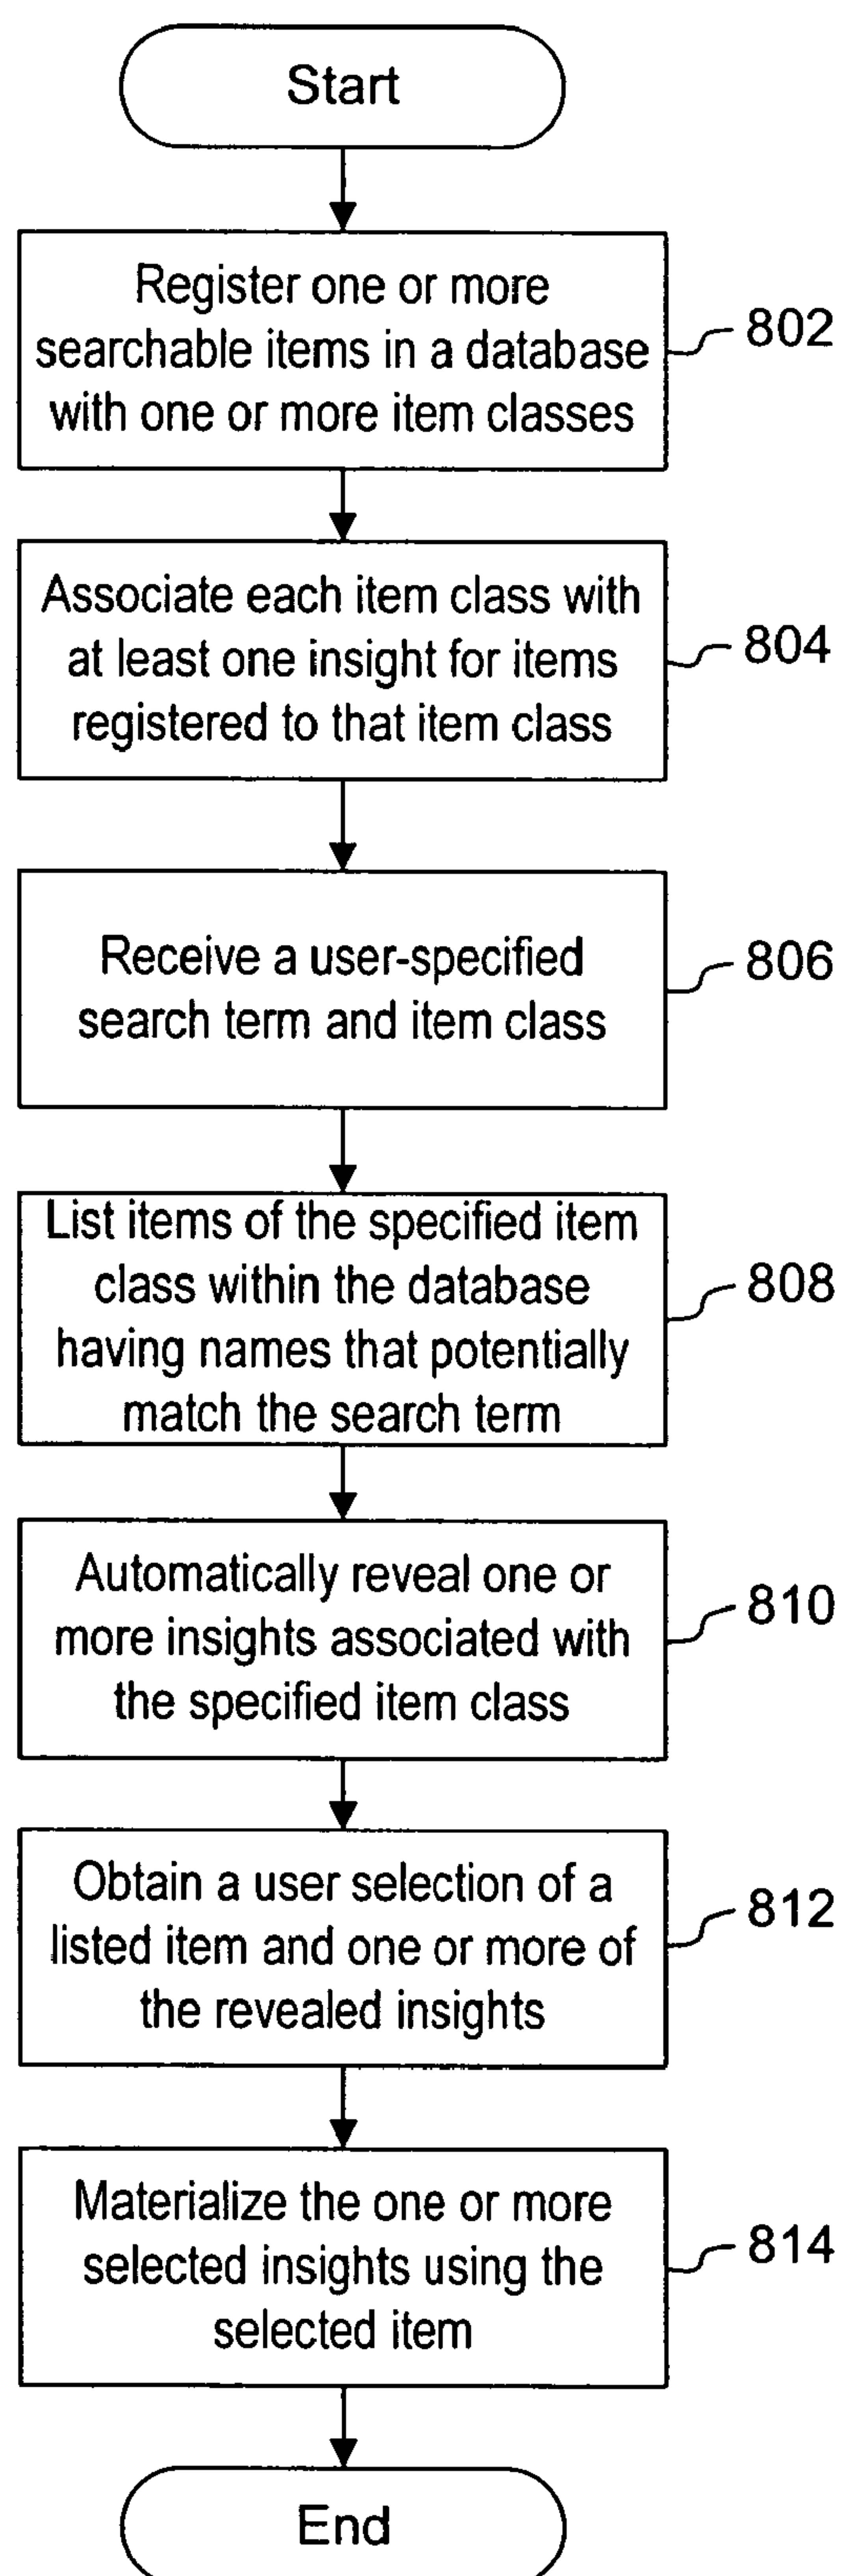 Start
Register one or more
searchable items in a database
with one or more item classes
802
Associate each item class with
at least one insight for items
registered to that item class
804
Receive a user-specified
search term and item class
806
List items of the specified item
class within the database
having names that potentially
match the search term
808
Automatically reveal one or
more insights associated with
the specified item class
810
Obtain a user selection of a
listed item and one or more of
the revealed insights
812
Materialize the one or more
selected insights using the
selected item
814
End